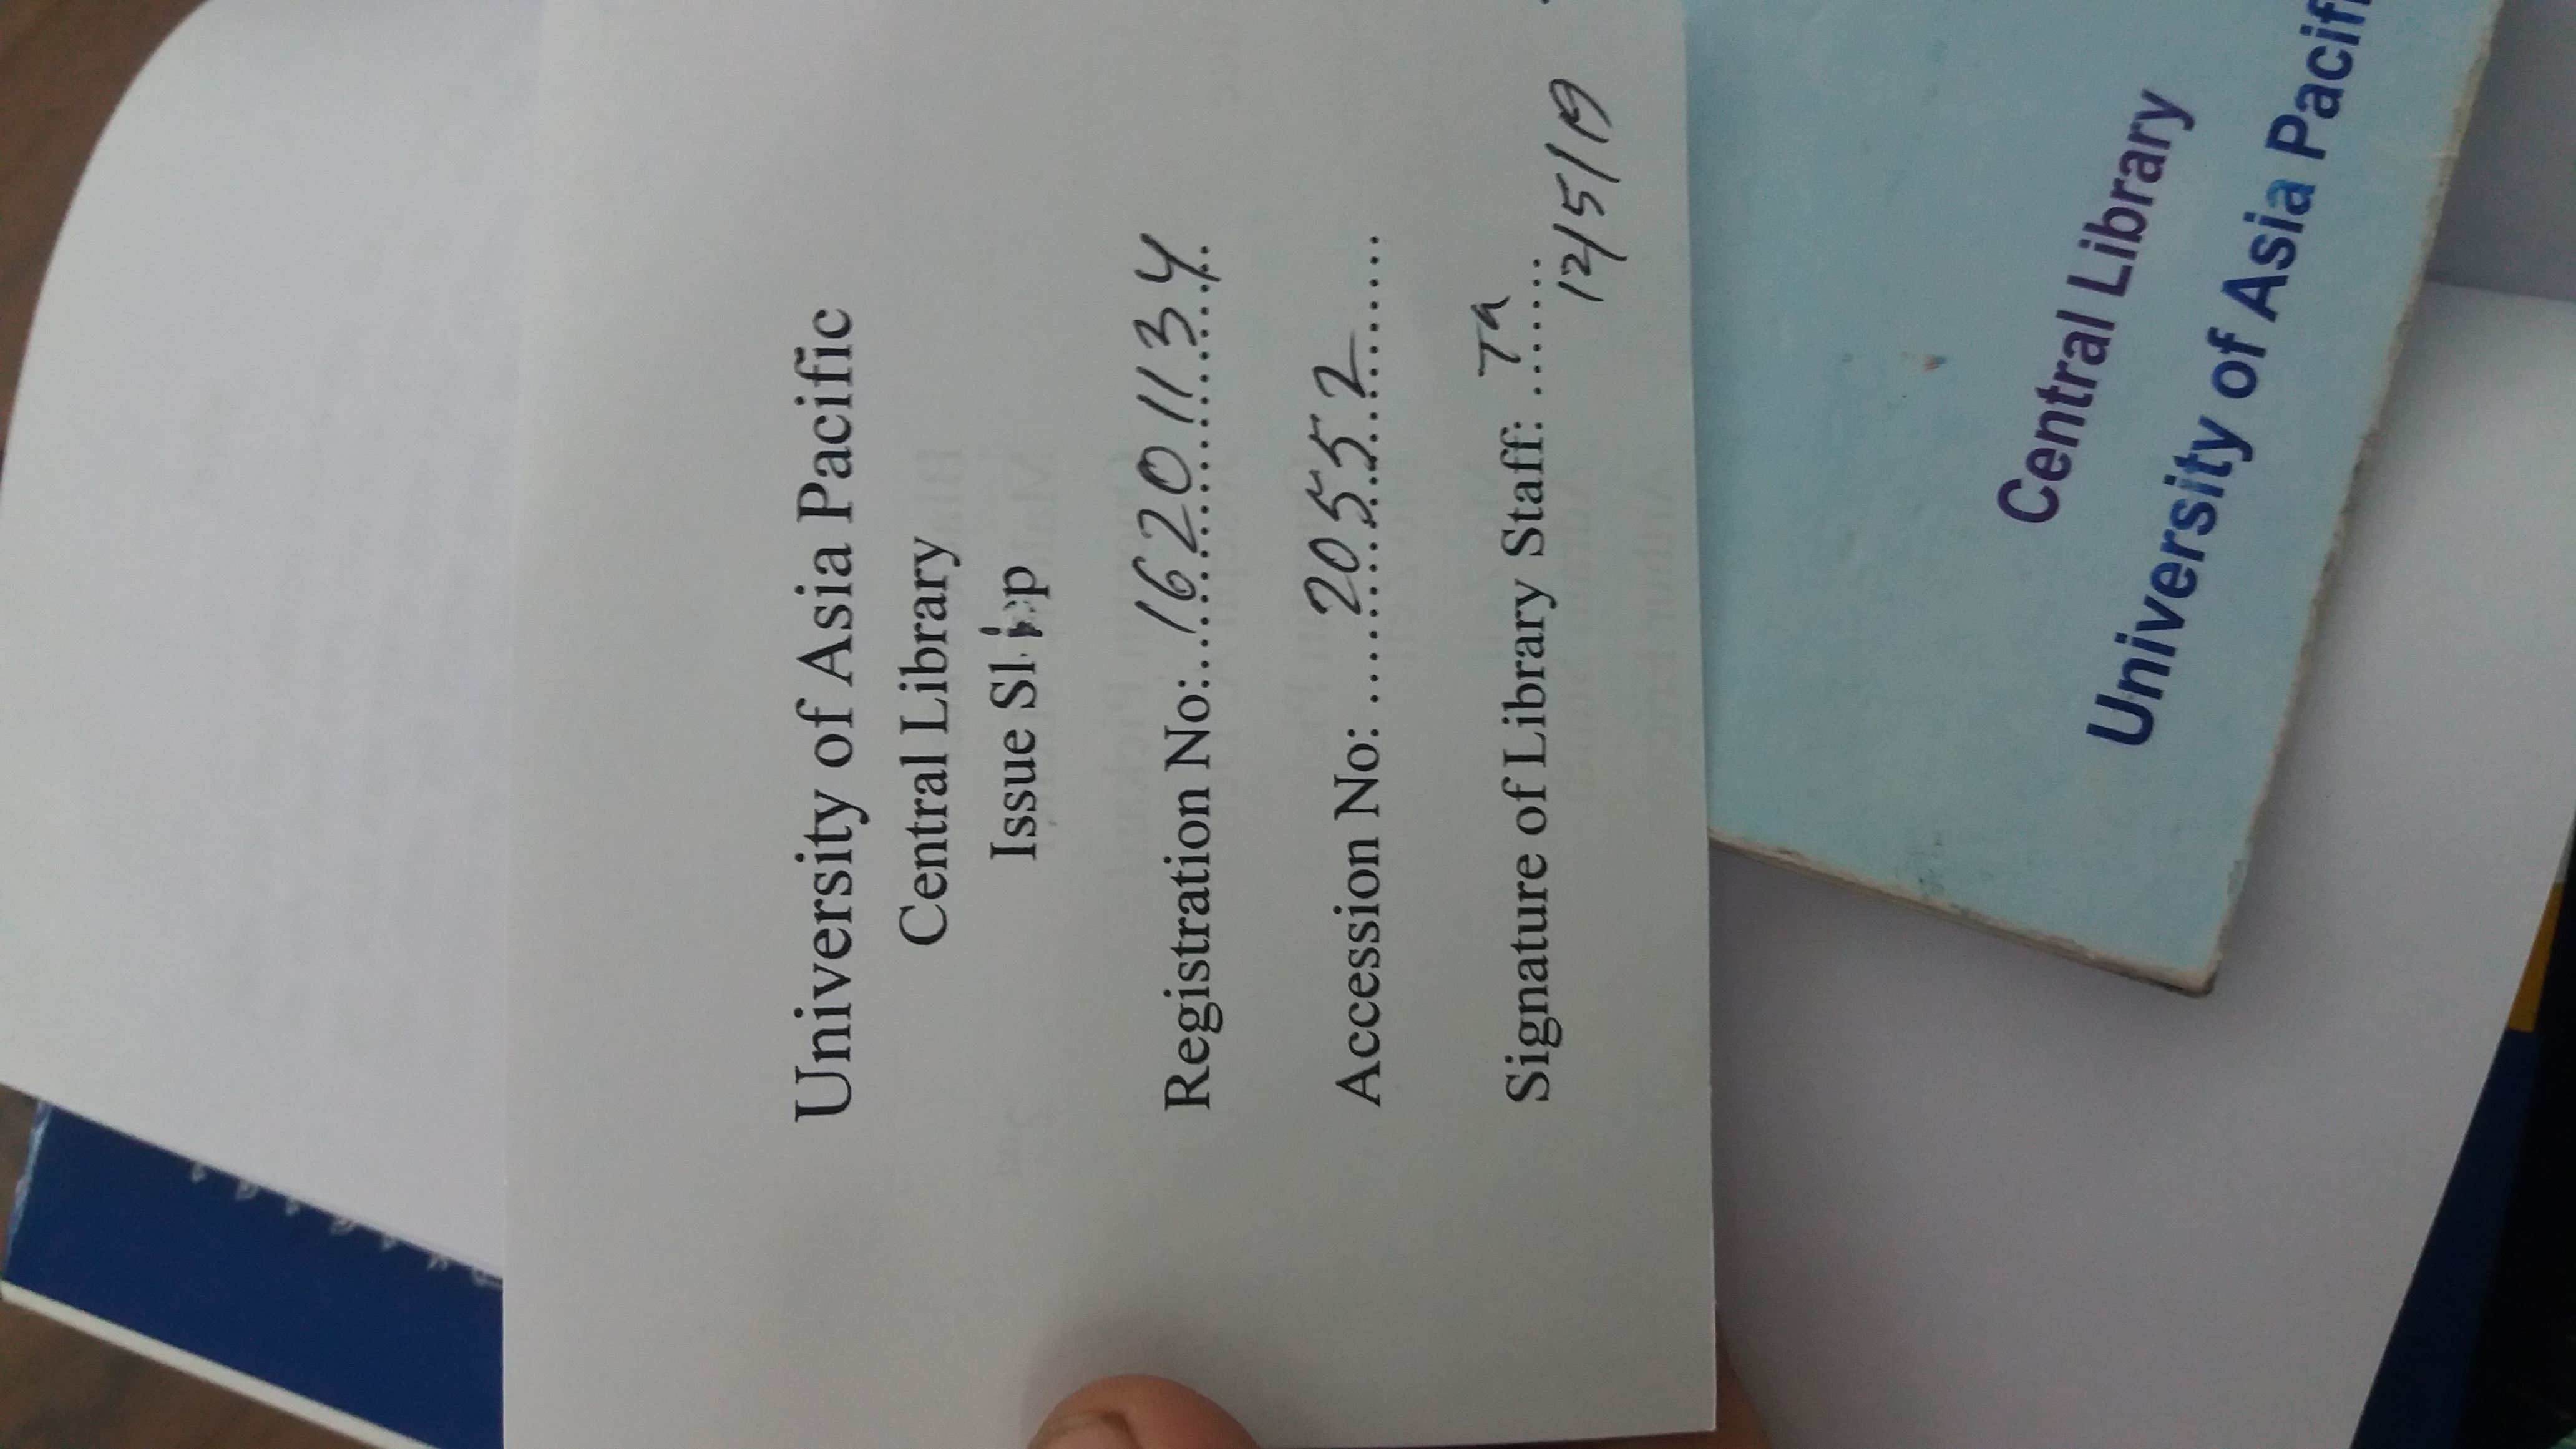 University of Asia Pacific
Central Library
Issue Slip
Registration No: 16201134
Accession No: 20552
Signature of Library Staff: Ta
12/5/19
Central Library
University of Asia Pacifi